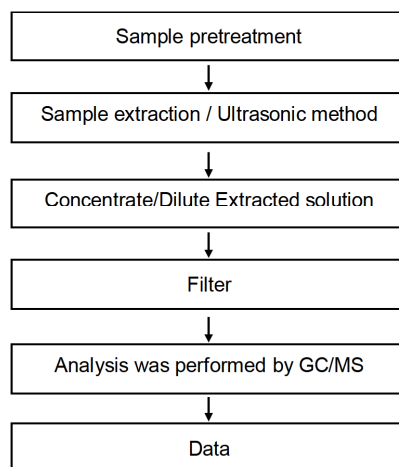 Sample pretreatment
Sample extraction / Ultrasonic method
Concentrate/Dilute Extracted solution
Filter
Analysis was performed by GC/MS
Data